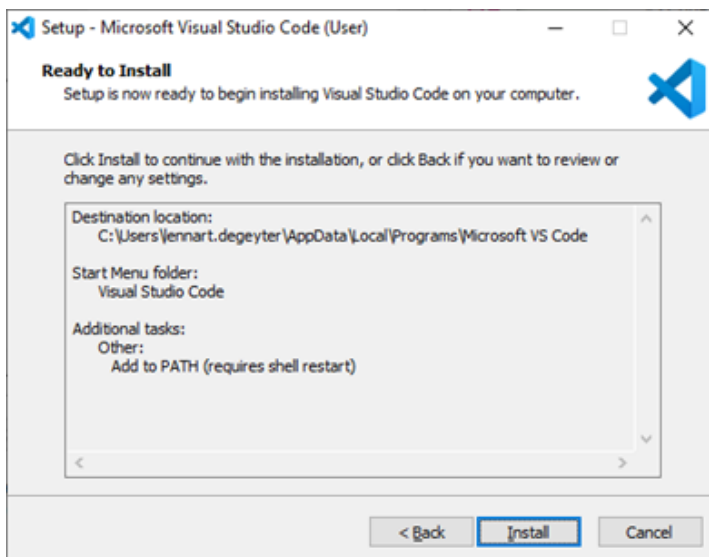 Setup - Microsoft Visual Studio Code (User)
Ready to Install
Setup is now ready to begin installing Visual Studio Code on your computer.
Click Install to continue with the installation, or click Back if you want to review or
change any settings.
Destination location:
C:\Users\lennart.degeyter\AppData\Local\Programs\Microsoft VS Code
Start Menu folder:
Visual Studio Code
Additional tasks:
Other:
Add to PATH (requires shell restart)
< Back
Install
Cancel